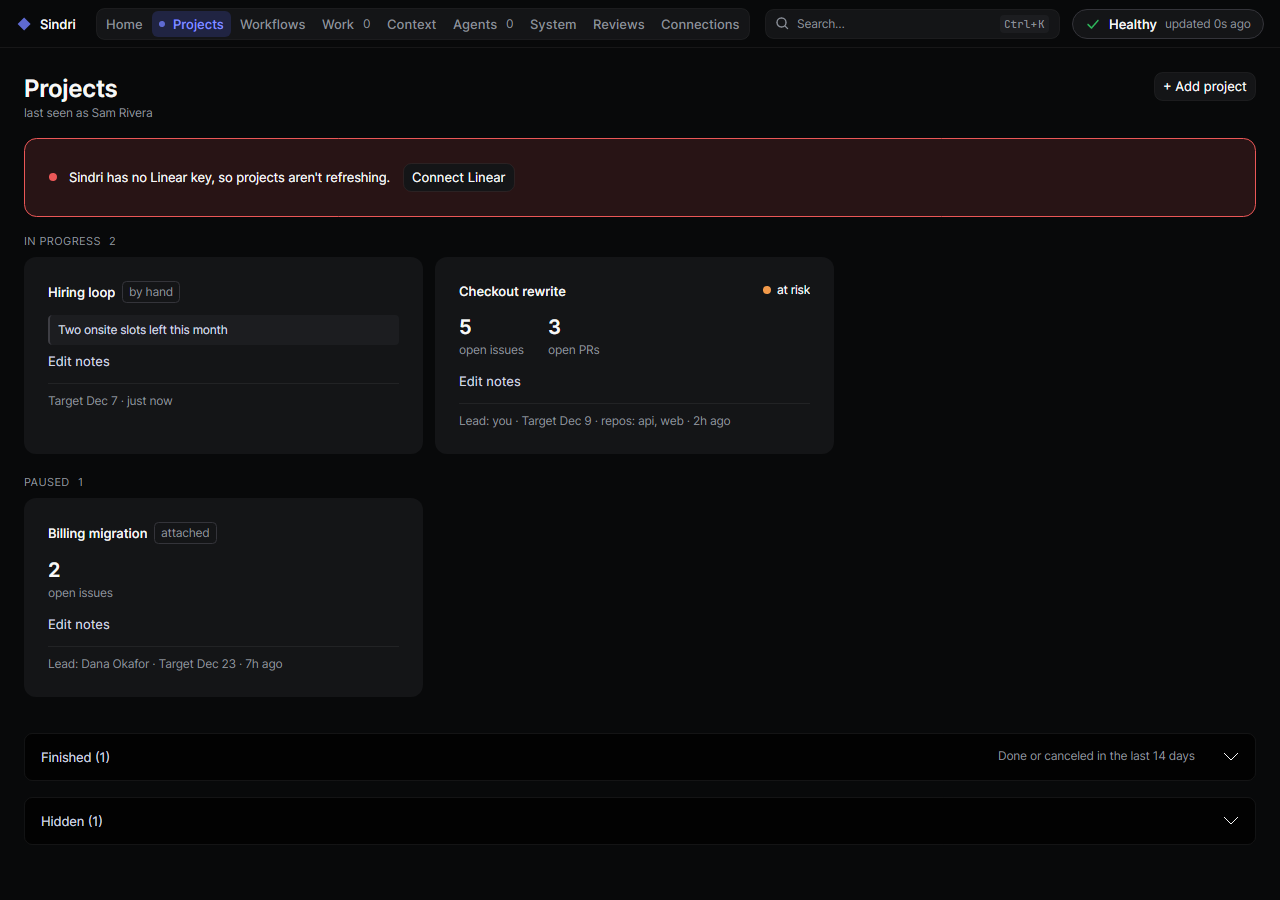 Sindri
Home Projects Workflows Work 0 Context Agents 0 System Reviews Connections
Search... Ctrl+K
Healthy updated 0s ago
Projects
last seen as Sam Rivera
+ Add project
Sindri has no Linear key, so projects aren't refreshing. Connect Linear
IN PROGRESS 2
Hiring loop by hand
Two onsite slots left this month
Edit notes
Target Dec 7 · just now
Checkout rewrite at risk
5 3
open issues open PRs
Edit notes
Lead: you · Target Dec 9 · repos: api, web · 2h ago
PAUSED 1
Billing migration attached
2
open issues
Edit notes
Lead: Dana Okafor · Target Dec 23 · 7h ago
Finished (1) Done or canceled in the last 14 days
Hidden (1)